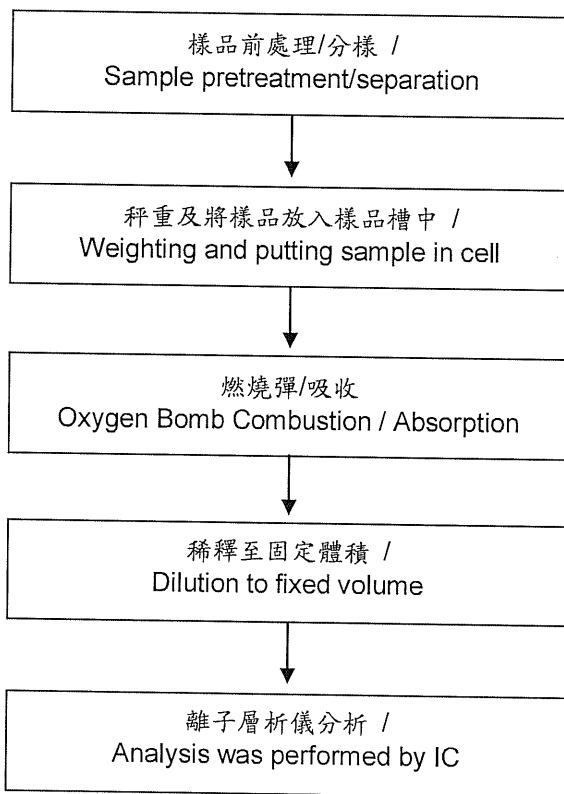 樣品前處理/分樣 /
Sample pretreatment/separation
秤重及將樣品放入樣品槽中 /
Weighting and putting sample in cell
燃燒彈/吸收
Oxygen Bomb Combustion / Absorption
稀釋至固定體積 /
Dilution to fixed volume
離子層析儀分析 /
Analysis was performed by IC